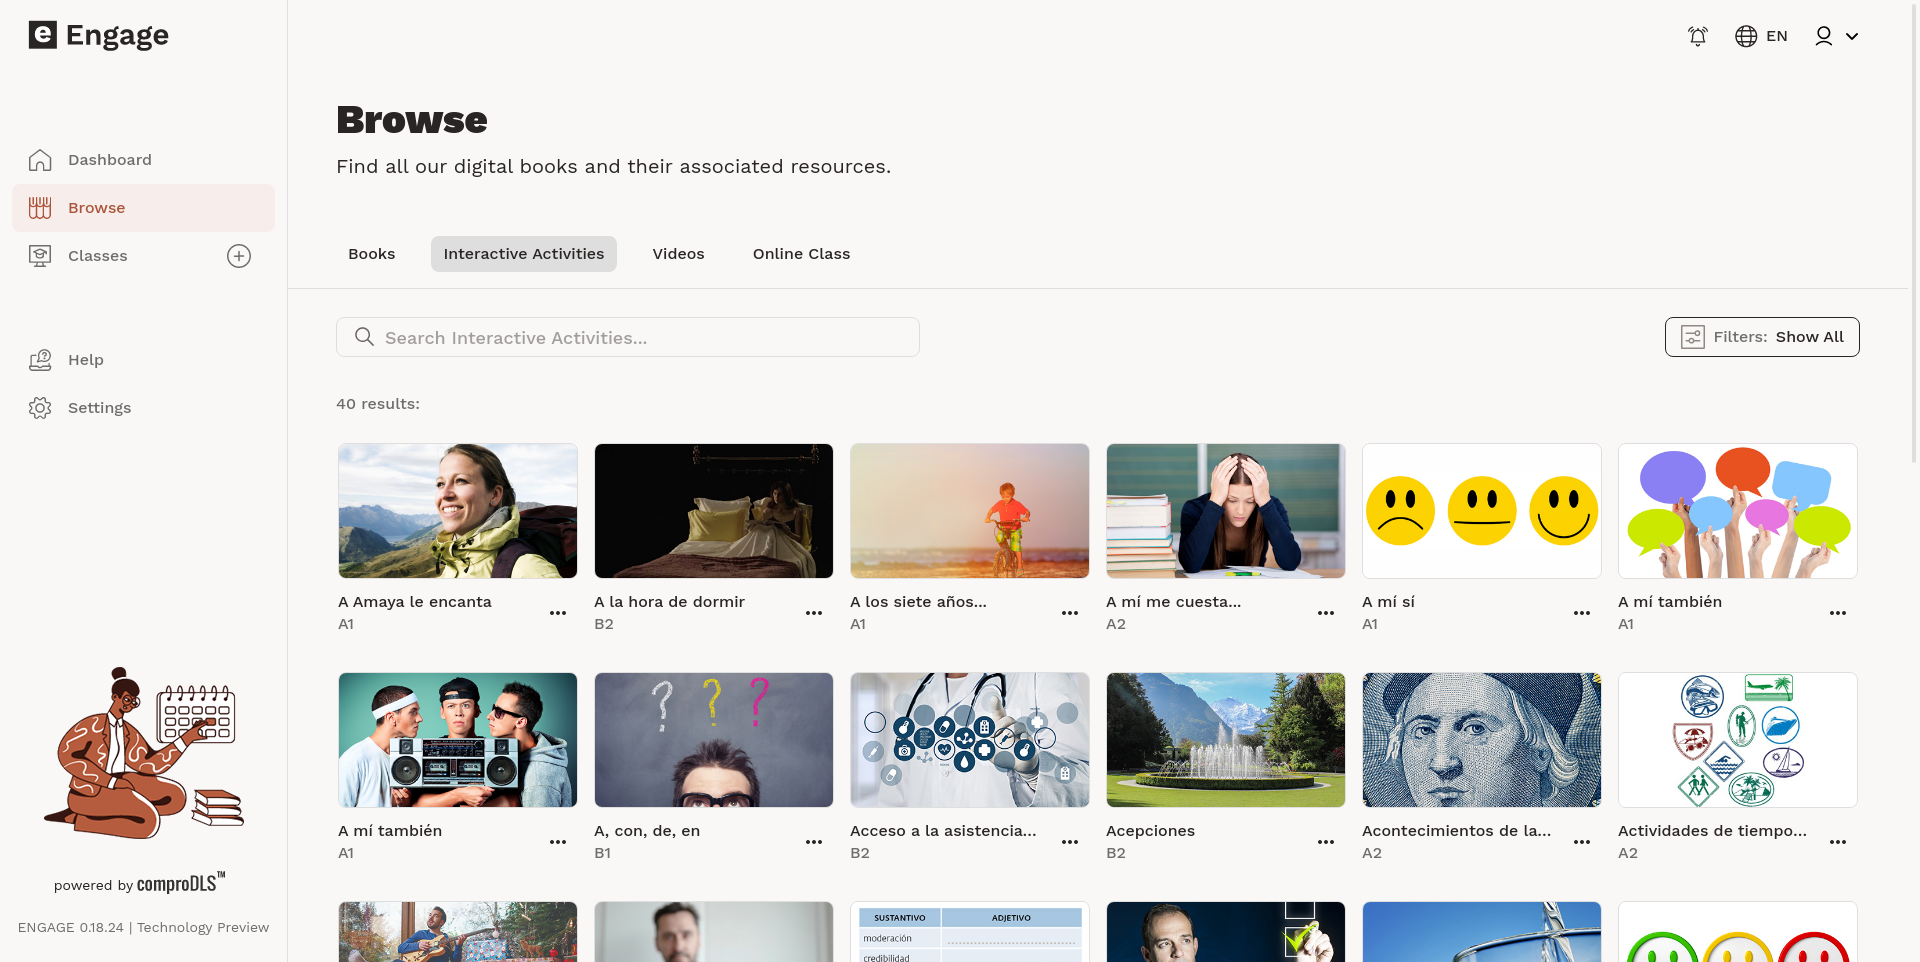 e Engage
EN
Dashboard
Browse
Classes
Help
Settings
powered by comproDLS™
ENGAGE 0.18.24 | Technology Preview
Browse
Find all our digital books and their associated resources.
Books Interactive Activities Videos Online Class
Search Interactive Activities...
Filters: Show All
40 results:
A Amaya le encanta
A1
A la hora de dormir
B2
A los siete años...
A1
A mí me cuesta...
A2
A mí sí
A1
A mí también
A1
? ? ?
A mí también
A1
A, con, de, en
B1
Acceso a la asistencia...
B2
Acepciones
B2
Acontecimientos de la...
A2
Actividades de tiempo...
A2
SUSTANTIVO ADJETIVO
moderación
credibilidad